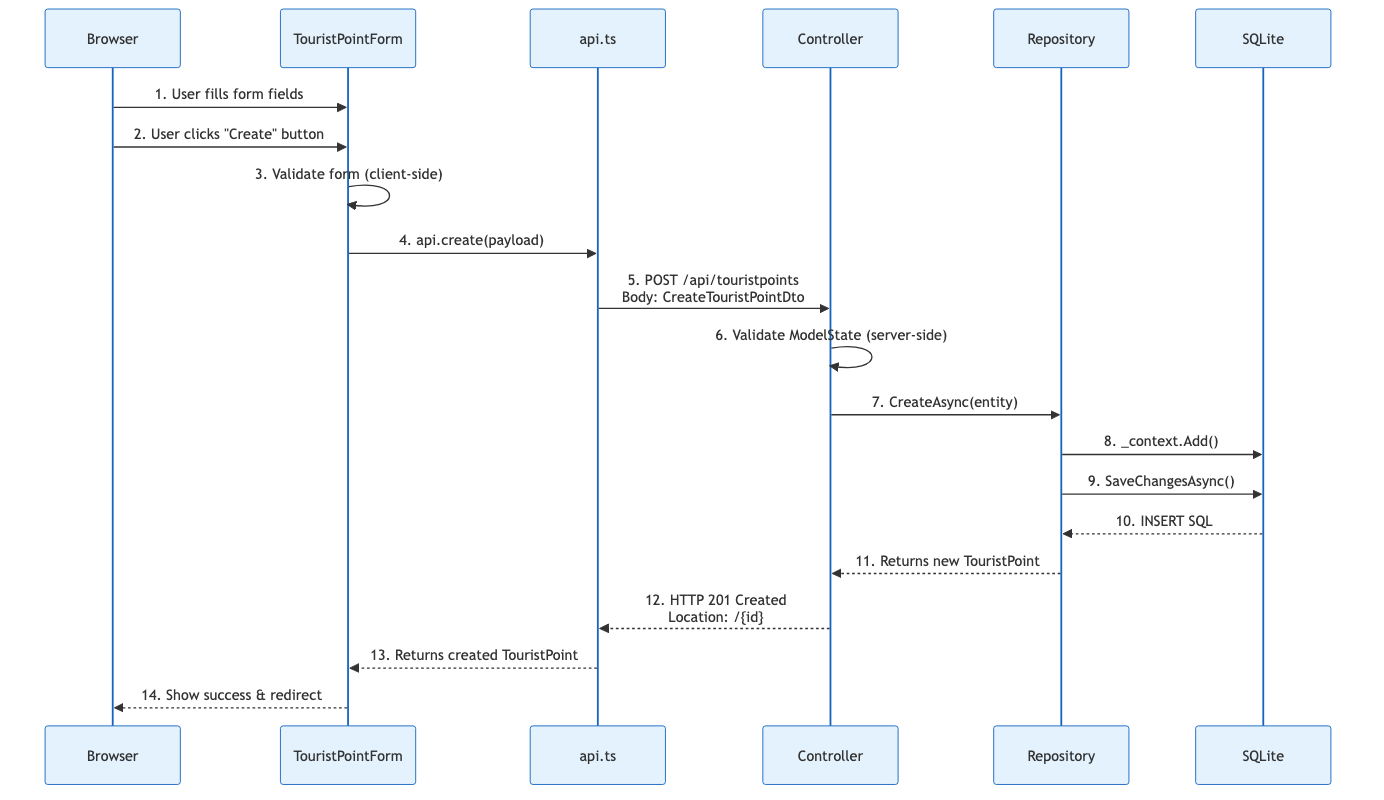 Browser
TouristPointForm
api.ts
Controller
Repository
SQLite
1. User fills form fields
2. User clicks "Create" button
3. Validate form (client-side)
4. api.create(payload)
5. POST /api/touristpoints
Body: CreateTouristPointDto
6. Validate ModelState (server-side)
7. CreateAsync(entity)
8. _context.Add()
9. SaveChangesAsync()
10. INSERT SQL
11. Returns new TouristPoint
12. HTTP 201 Created
Location: /{id}
13. Returns created TouristPoint
14. Show success & redirect
Browser
TouristPointForm
api.ts
Controller
Repository
SQLite